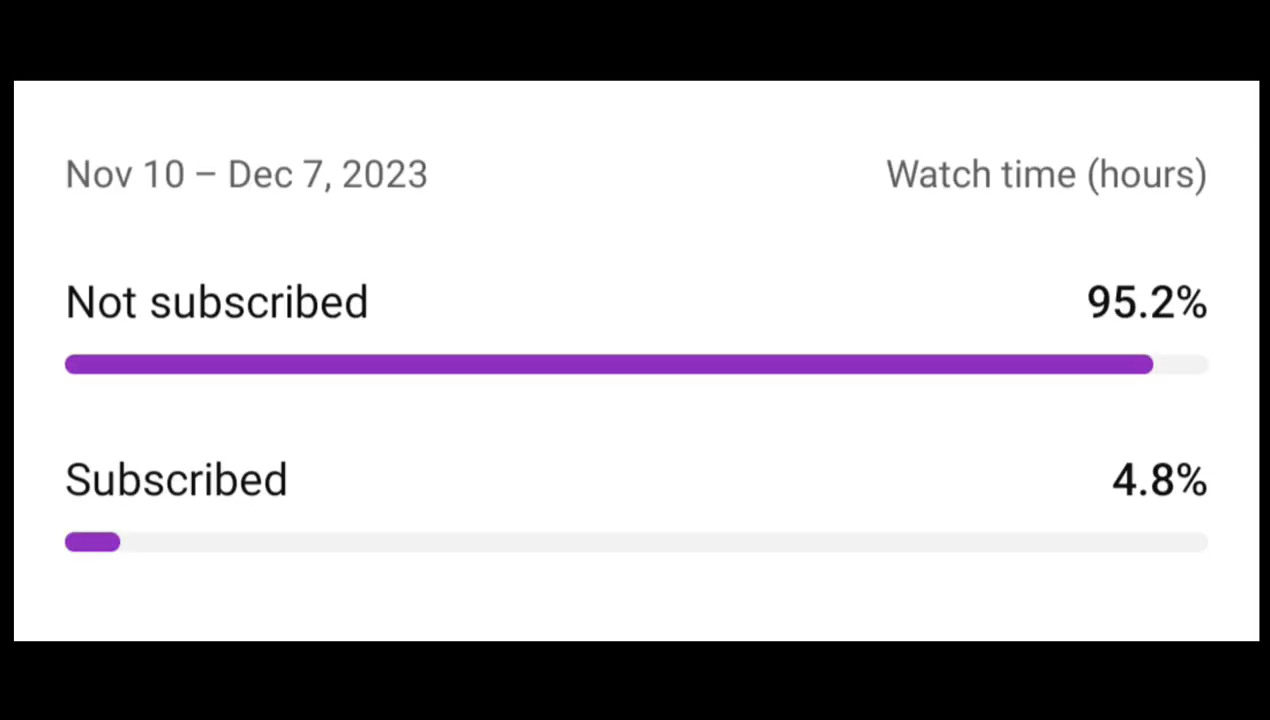 Nov 10 – Dec 7, 2023 Watch time (hours)
Not subscribed 95.2%
Subscribed 4.8%